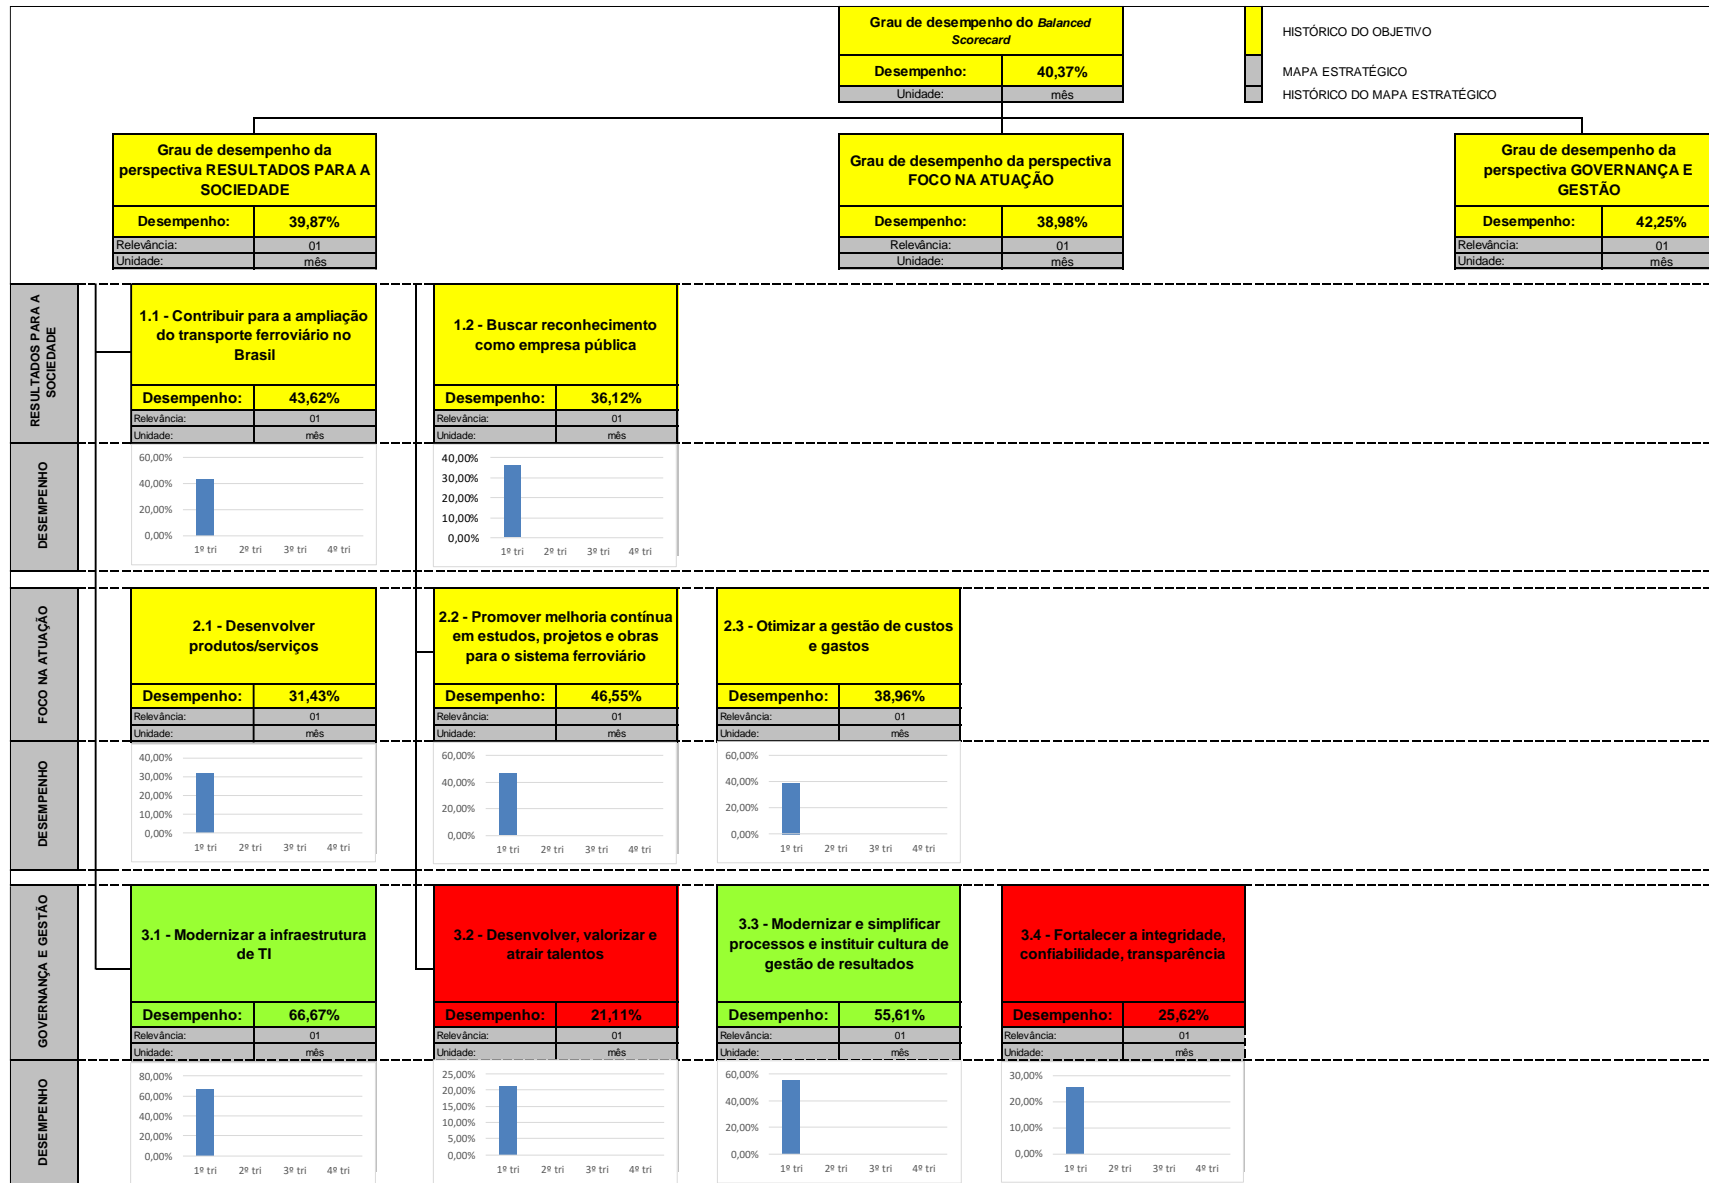 Grau de desempenho do Balanced
Scorecard
Desempenho: 40,37%
Unidade: mês
HISTÓRICO DO OBJETIVO
MAPA ESTRATÉGICO
HISTÓRICO DO MAPA ESTRATÉGICO
Grau de desempenho da
perspectiva RESULTADOS PARA A
SOCIEDADE
Desempenho: 39,87%
Relevância: 01
Unidade: mês
Grau de desempenho da perspectiva
FOCO NA ATUAÇÃO
Desempenho: 38,98%
Relevância: 01
Unidade: mês
Grau de desempenho da
perspectiva GOVERNANÇA E
GESTÃO
Desempenho: 42,25%
Relevância: 01
Unidade: mês
RESULTADOS PARA A
SOCIEDADE
1.1 - Contribuir para a ampliação
do transporte ferroviário no
Brasil
Desempenho: 43,62%
Relevância: 01
Unidade: mês
1.2 - Buscar reconhecimento
como empresa pública
Desempenho: 36,12%
Relevância: 01
Unidade: mês
DESEMPENHO
60,00%
40,00%
20,00%
0,00%
1º tri 2º tri 3º tri 4º tri
40,00%
30,00%
20,00%
10,00%
0,00%
1º tri 2º tri 3º tri 4º tri
FOCO NA ATUAÇÃO
2.1 - Desenvolver
produtos/serviços
Desempenho: 31,43%
Relevância: 01
Unidade: mês
2.2 - Promover melhoria contínua
em estudos, projetos e obras
para o sistema ferroviário
Desempenho: 46,55%
Relevância: 01
Unidade: mês
2.3 - Otimizar a gestão de custos
e gastos
Desempenho: 38,96%
Relevância: 01
Unidade: mês
DESEMPENHO
40,00%
30,00%
20,00%
10,00%
0,00%
1º tri 2º tri 3º tri 4º tri
60,00%
40,00%
20,00%
0,00%
1º tri 2º tri 3º tri 4º tri
60,00%
40,00%
20,00%
0,00%
1º tri 2º tri 3º tri 4º tri
GOVERNANÇA E GESTÃO
3.1 - Modernizar a infraestrutura
de TI
Desempenho: 66,67%
Relevância: 01
Unidade: mês
3.2 - Desenvolver, valorizar e
atrair talentos
Desempenho: 21,11%
Relevância: 01
Unidade: mês
3.3 - Modernizar e simplificar
processos e instituir cultura de
gestão de resultados
Desempenho: 55,61%
Relevância: 01
Unidade: mês
3.4 - Fortalecer a integridade,
confiabilidade, transparência
Desempenho: 25,62%
Relevância: 01
Unidade: mês
DESEMPENHO
80,00%
60,00%
40,00%
20,00%
0,00%
1º tri 2º tri 3º tri 4º tri
25,00%
20,00%
15,00%
10,00%
5,00%
0,00%
1º tri 2º tri 3º tri 4º tri
60,00%
40,00%
20,00%
0,00%
1º tri 2º tri 3º tri 4º tri
30,00%
20,00%
10,00%
0,00%
1º tri 2º tri 3º tri 4º tri